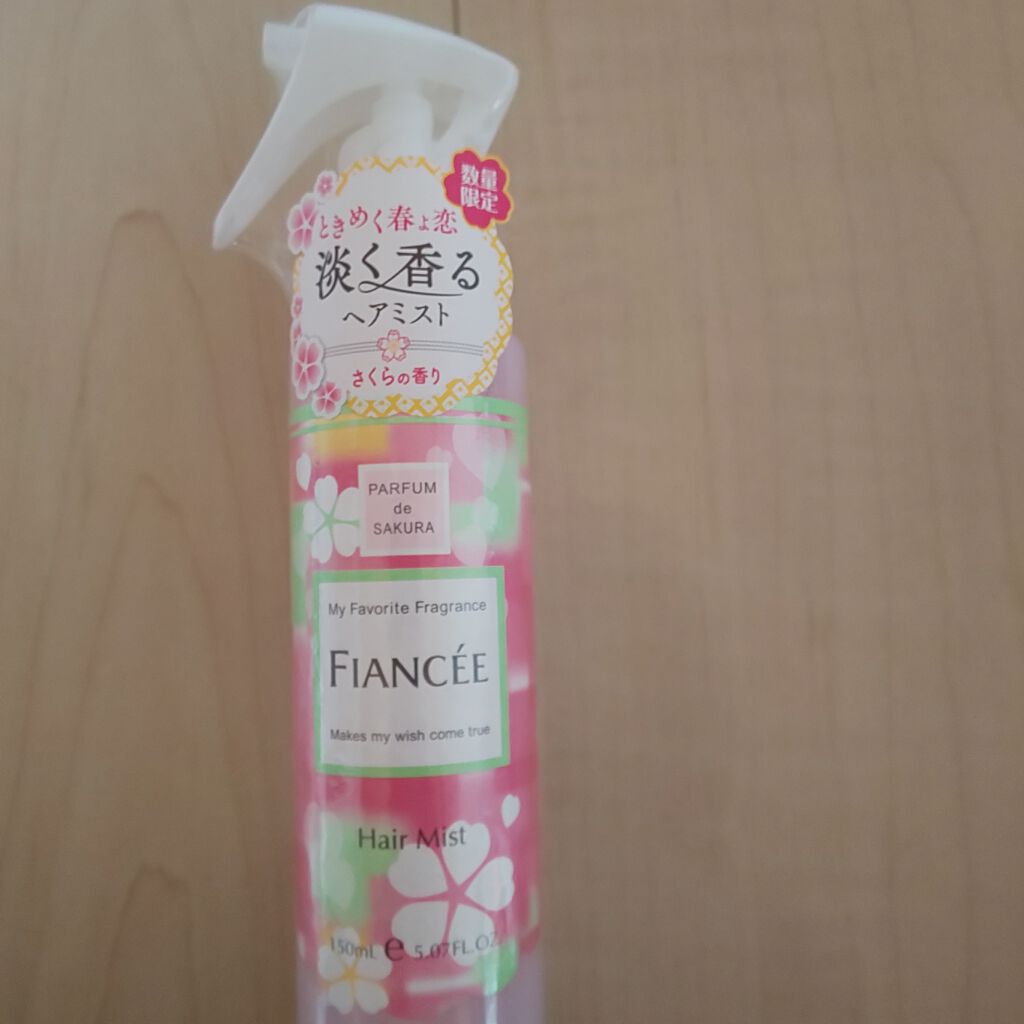 数量
限定
ときめく春よ恋
淡く香る
ヘアミスト
さくらの香り
PARFUM
de
SAKURA
My Favorite Fragrance
FIANCÉE
Makes my wish come true
Hair Mist
150mL e 5.07FL.OZ.